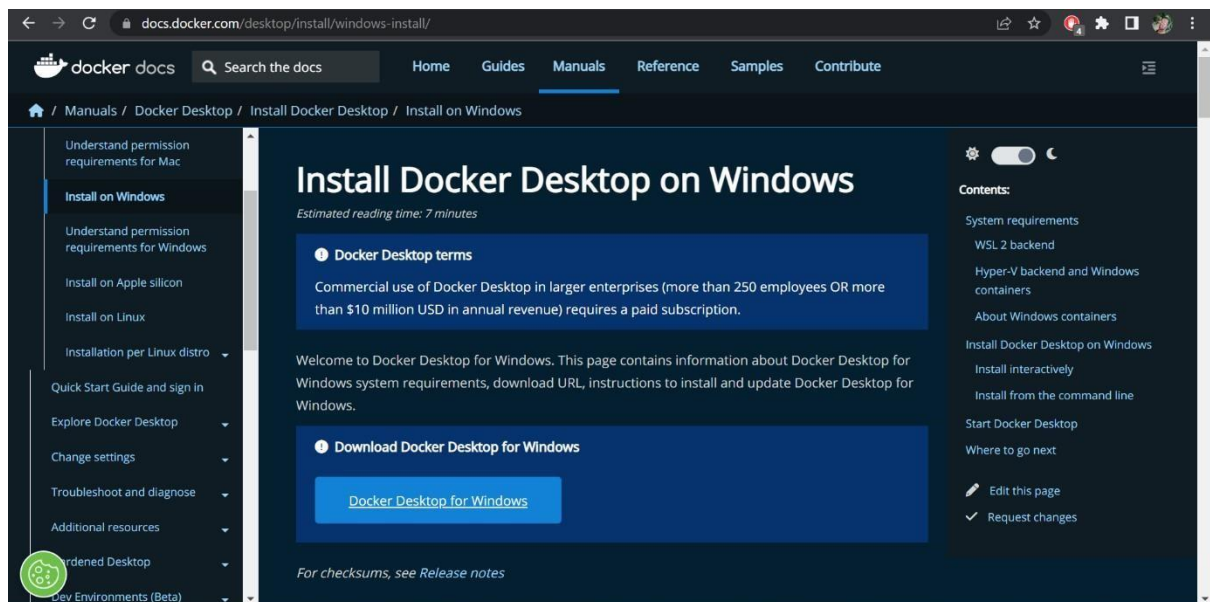 docs.docker.com/desktop/install/windows-install/
4
docker docs
Search the docs
Home Guides Manuals Reference Samples Contribute
/ Manuals / Docker Desktop / Install Docker Desktop / Install on Windows
Understand permission
requirements for Mac
Install on Windows
Understand permission
requirements for Windows
Install on Apple silicon
Install on Linux
Installation per Linux distro
Quick Start Guide and sign in
Explore Docker Desktop
Change settings
Troubleshoot and diagnose
Additional resources
rdened Desktop
Dev Environments (Beta)
Install Docker Desktop on Windows
Estimated reading time: 7 minutes
Docker Desktop terms
Commercial use of Docker Desktop in larger enterprises (more than 250 employees OR more
than $10 million USD in annual revenue) requires a paid subscription.
Welcome to Docker Desktop for Windows. This page contains information about Docker Desktop for
Windows system requirements, download URL, instructions to install and update Docker Desktop for
Windows.
Download Docker Desktop for Windows
Docker Desktop for Windows
For checksums, see Release notes
Contents:
System requirements
WSL 2 backend
Hyper-V backend and Windows
containers
About Windows containers
Install Docker Desktop on Windows
Install interactively
Install from the command line
Start Docker Desktop
Where to go next
Edit this page
Request changes